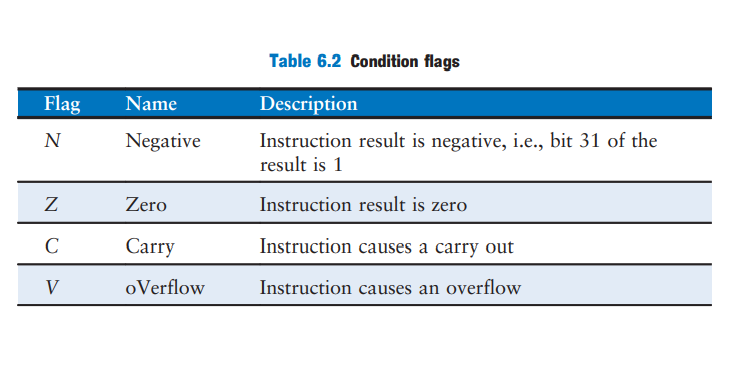 Table 6.2 Condition flags
Flag Name Description
N Negative Instruction result is negative, i.e., bit 31 of the
result is 1
Z Zero Instruction result is zero
C Carry Instruction causes a carry out
V oVerflow Instruction causes an overflow